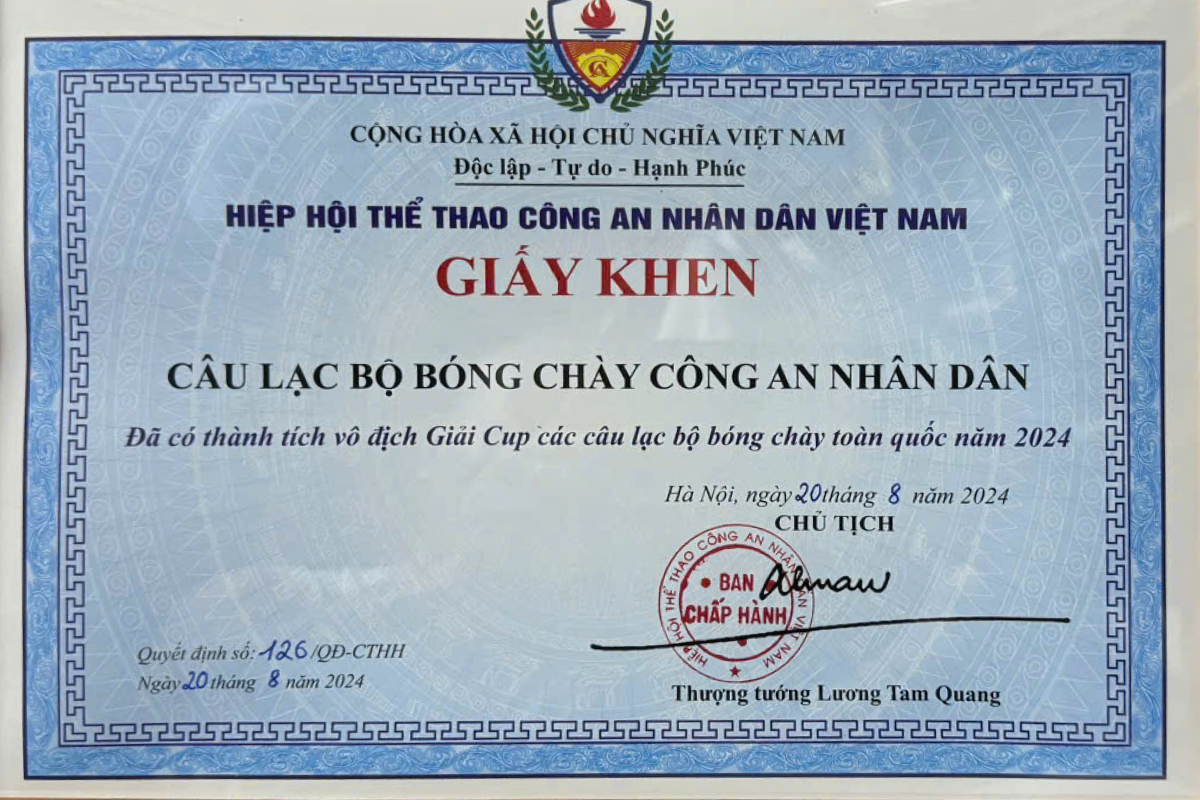 CỘNG HÒA XÃ HỘI CHỦ NGHĨA VIỆT NAM
Độc lập - Tự do - Hạnh Phúc
HIỆP HỘI THỂ THAO CÔNG AN NHÂN DÂN VIỆT NAM
GIẤY KHEN
CÂU LẠC BỘ BÓNG CHÀY CÔNG AN NHÂN DÂN
Đã có thành tích vô địch Giải Cup các câu lạc bộ bóng chày toàn quốc năm 2024
Hà Nội, ngày 20 tháng 8 năm 2024
CHỦ TỊCH
HIỆP HỘI THỂ THAO CÔNG AN NHÂN DÂN VIỆT NAM
BAN
CHẤP HÀNH
Quyết định số: 126/QĐ-CTHH
Ngày 20 tháng 8 năm 2024
Thượng tướng Lương Tam Quang